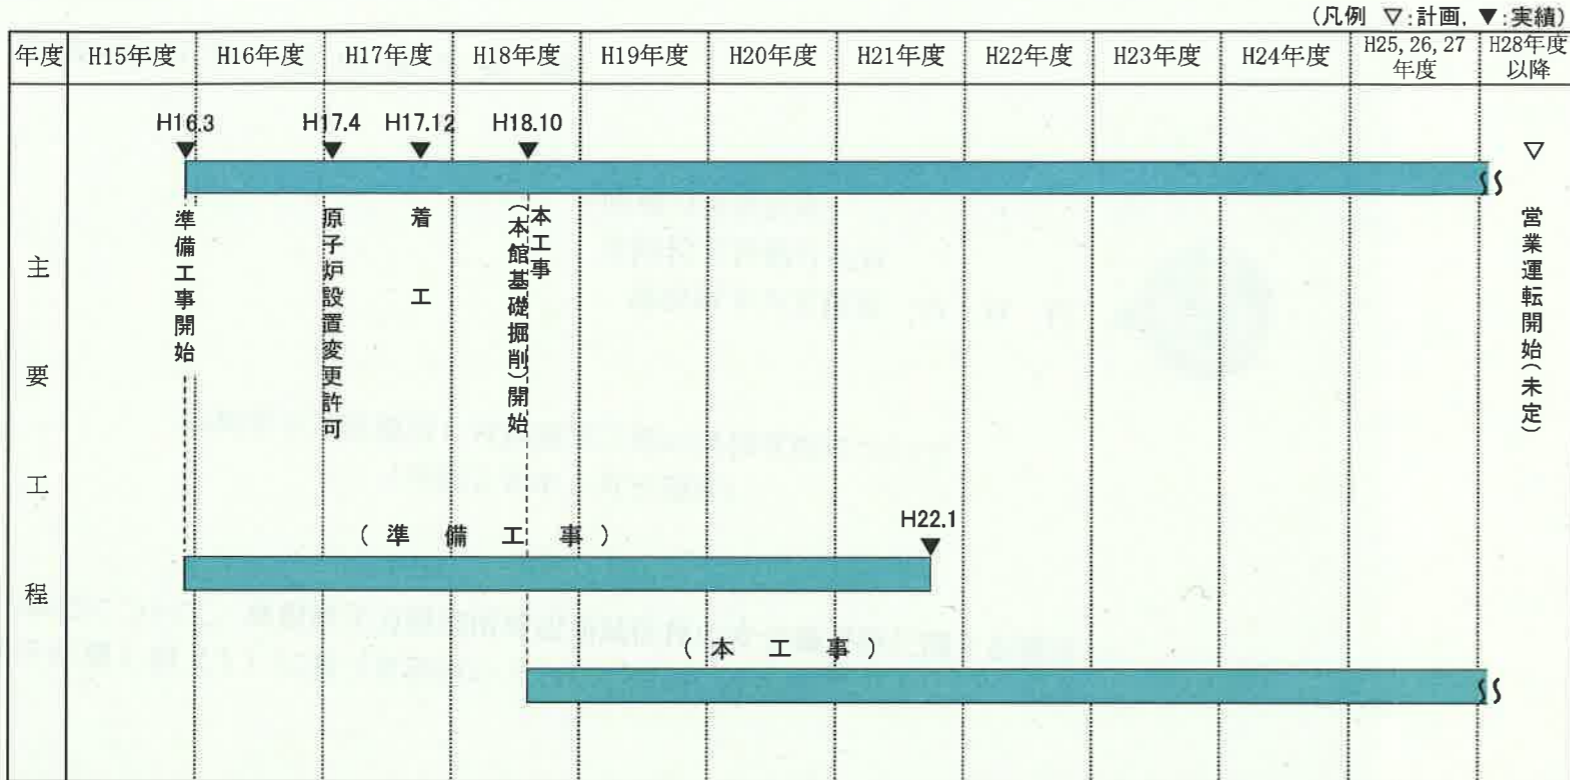 (凡例 ▽:計画, ▼:実績)
年度 H15年度 H16年度 H17年度 H18年度 H19年度 H20年度 H21年度 H22年度 H23年度 H24年度 H25,26,27年度 H28年度以降
主要工程
H16.3 H17.4 H17.12 H18.10
▼ ▼ ▼ ▼ ▽
準備工事開始
原子炉設置変更許可
着工
本工事
(本館基礎掘削)開始
営業運転開始(未定)
(準備工事)
H22.1
▼
(本工事)